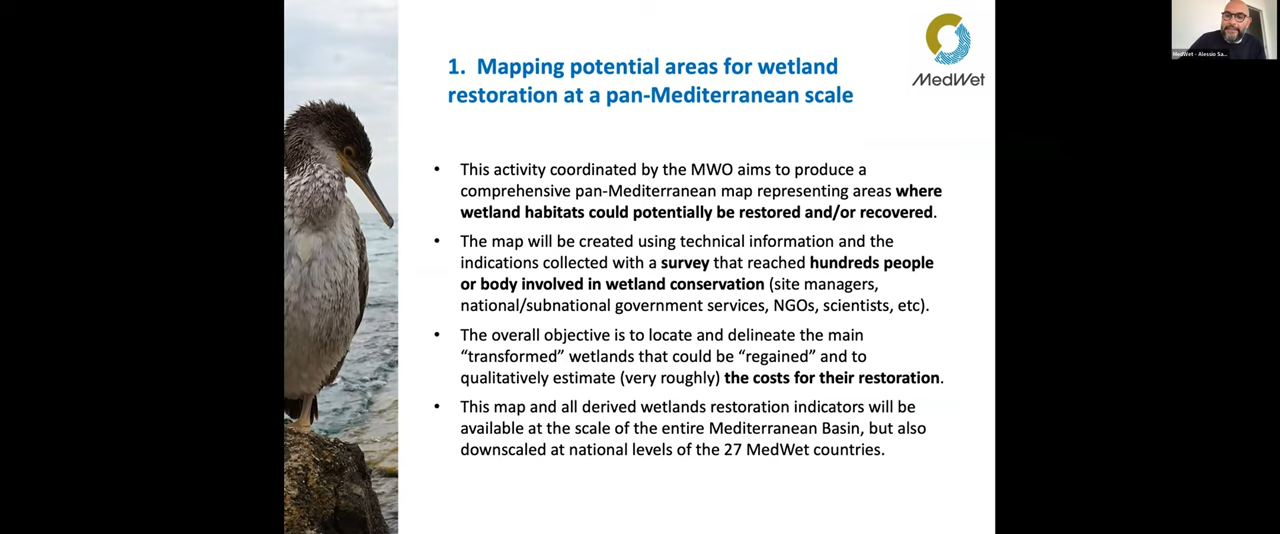 1. Mapping potential areas for wetland
restoration at a pan-Mediterranean scale
MedWet
MedWet - Alessio Sa...
• This activity coordinated by the MWO aims to produce a
comprehensive pan-Mediterranean map representing areas where
wetland habitats could potentially be restored and/or recovered.
• The map will be created using technical information and the
indications collected with a survey that reached hundreds people
or body involved in wetland conservation (site managers,
national/subnational government services, NGOs, scientists, etc).
• The overall objective is to locate and delineate the main
“transformed” wetlands that could be “regained” and to
qualitatively estimate (very roughly) the costs for their restoration.
• This map and all derived wetlands restoration indicators will be
available at the scale of the entire Mediterranean Basin, but also
downscaled at national levels of the 27 MedWet countries.